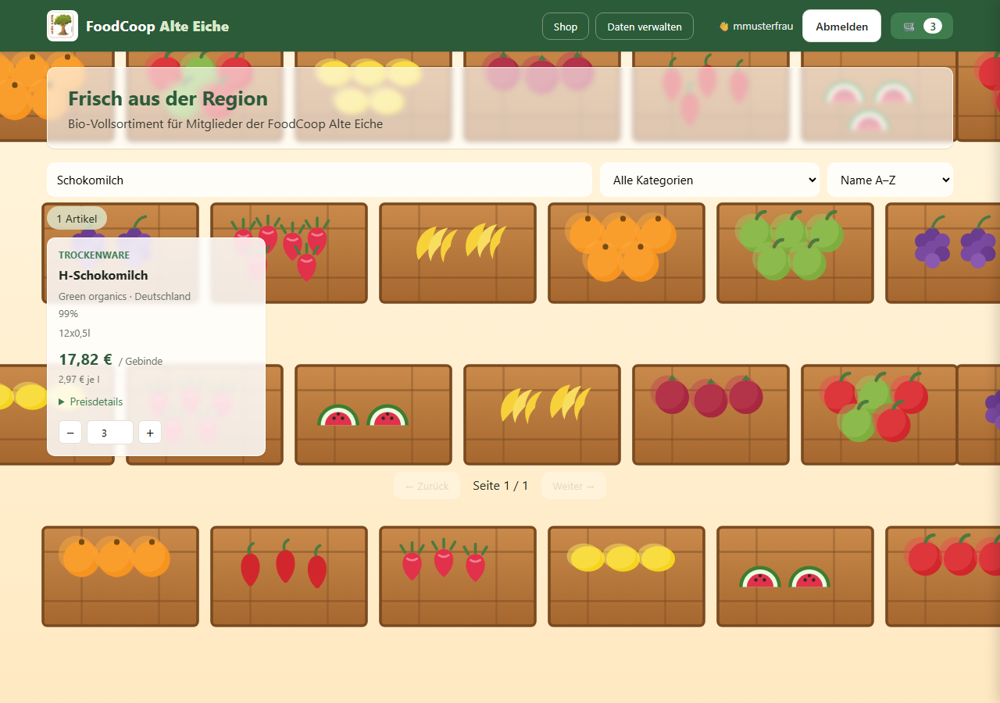 FoodCoop Alte Eiche
Shop
Daten verwalten
👋 mmusterfrau
Abmelden
🛒 3
Frisch aus der Region
Bio-Vollsortiment für Mitglieder der FoodCoop Alte Eiche
Schokomilch
Alle Kategorien
Name A–Z
1 Artikel
TROCKENWARE
H-Schokomilch
Green organics · Deutschland
99%
12x0,5l
17,82 € / Gebinde
2,97 € je l
▶ Preisdetails
− 3 +
← Zurück
Seite 1 / 1
Weiter →